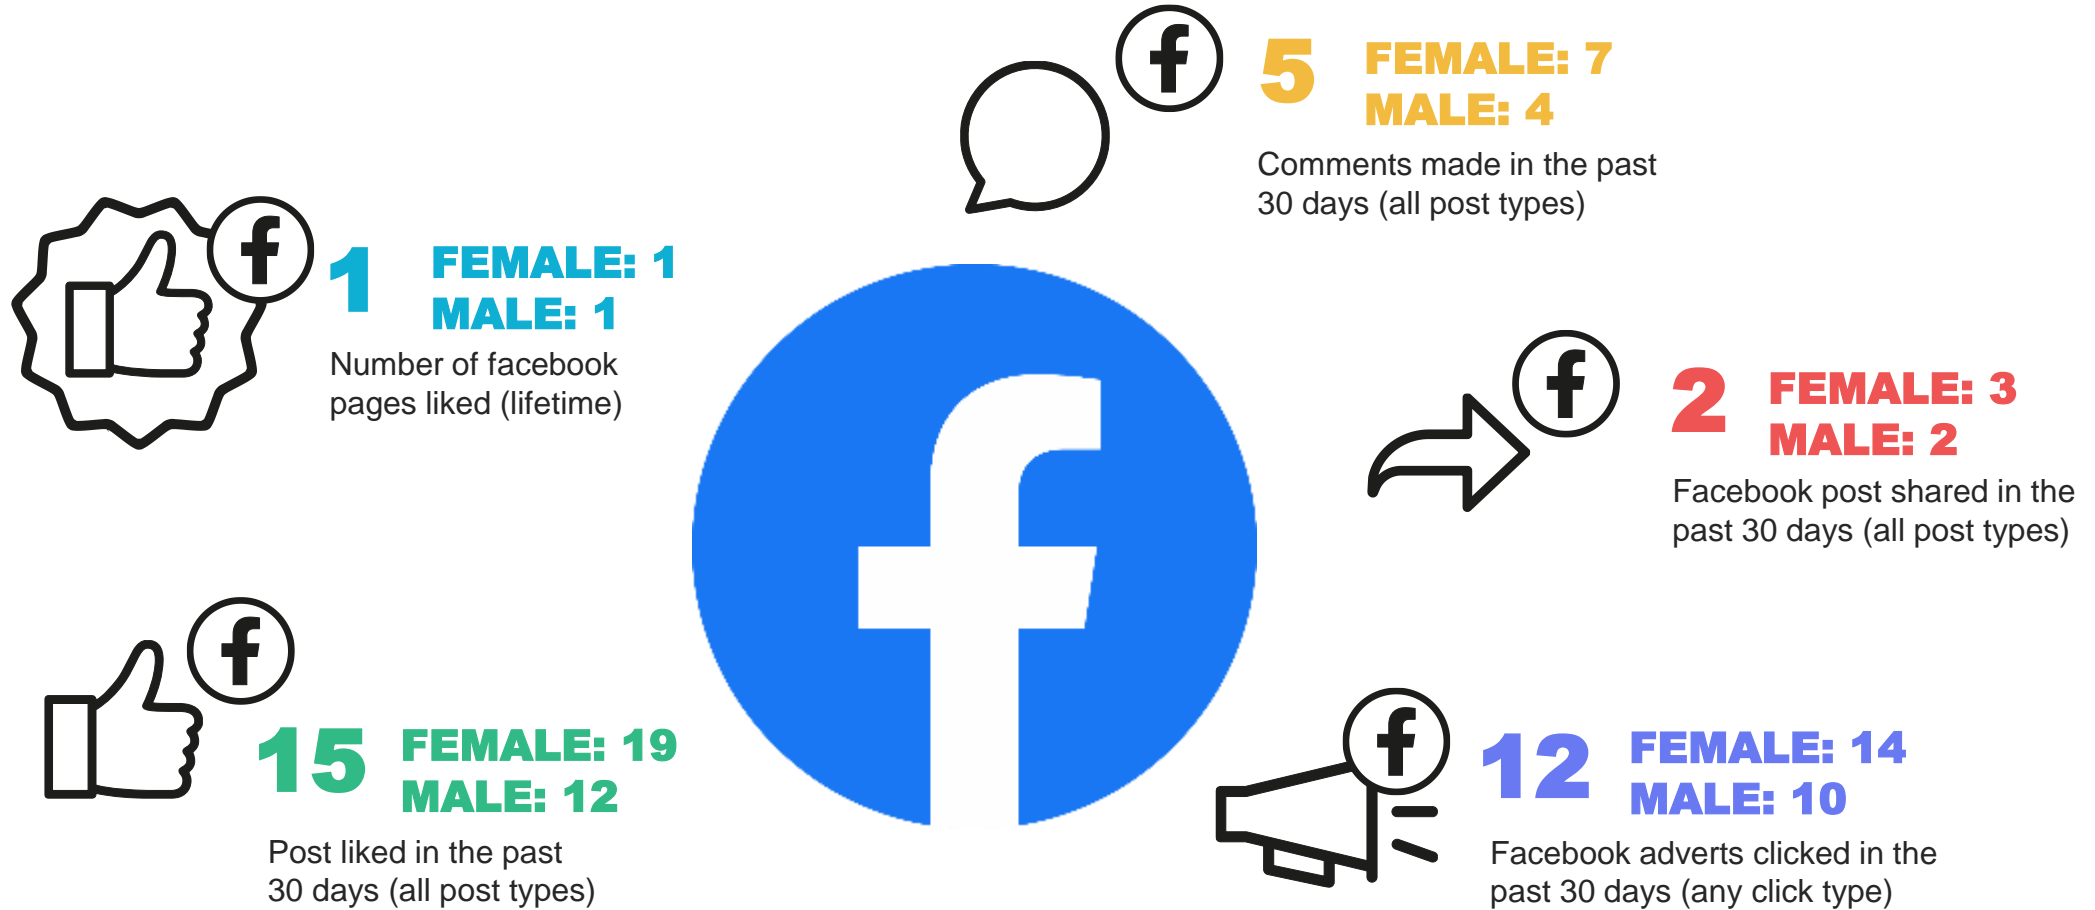 5
FEMALE: 7
MALE: 4
Comments made in the past
30 days (all post types)
1
FEMALE: 1
MALE: 1
Number of facebook
pages liked (lifetime)
2
FEMALE: 3
MALE: 2
Facebook post shared in the
past 30 days (all post types)
15
FEMALE: 19
MALE: 12
Post liked in the past
30 days (all post types)
12
FEMALE: 14
MALE: 10
Facebook adverts clicked in the
past 30 days (any click type)